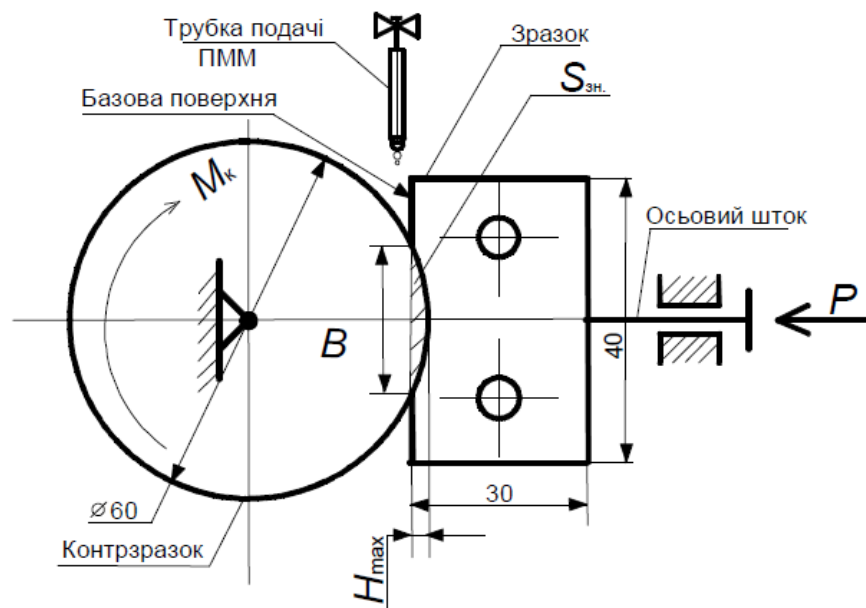 Трубка подачі
ПММ
Зразок
Sзн.
Базова поверхня
Mк
Осьовий шток
P
B
40
30
⌀60
Контрзразок
Hmax